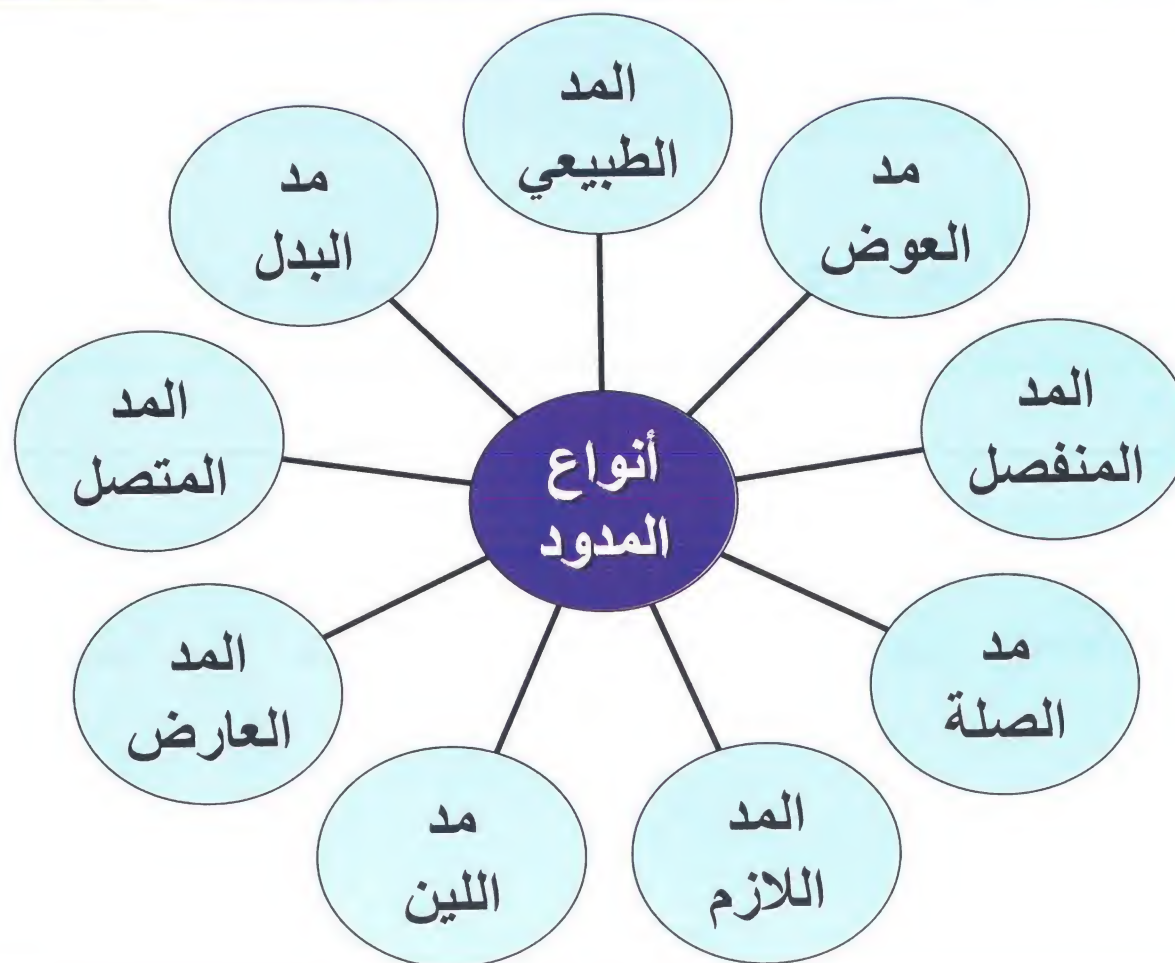 أنواع
المدود
المد
الطبيعي
مد
العوض
المد
المنفصل
مد
الصلة
المد
اللازم
مد
اللين
المد
العارض
المد
المتصل
مد
البدل